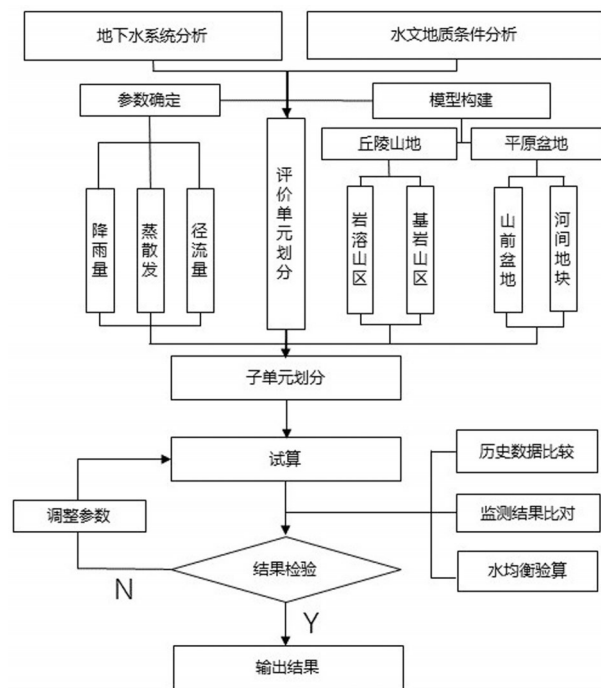 地下水系统分析
水文地质条件分析
参数确定
模型构建
丘陵山地
平原盆地
降雨量
蒸散发
径流量
评价单元划分
岩溶山区
基岩山区
山前盆地
河间地块
子单元划分
试算
历史数据比较
调整参数
监测结果比对
结果检验
水均衡验算
N
Y
输出结果